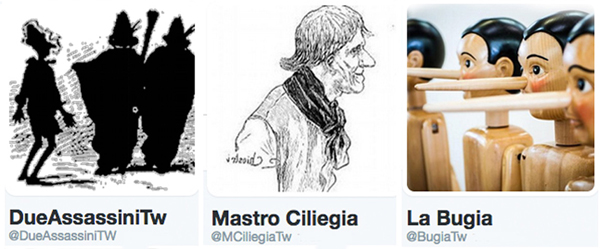 DueAssassiniTw
@DueAssassiniTW
Mastro Ciliegia
@MCiliegiaTw
La Bugia
@BugiaTw